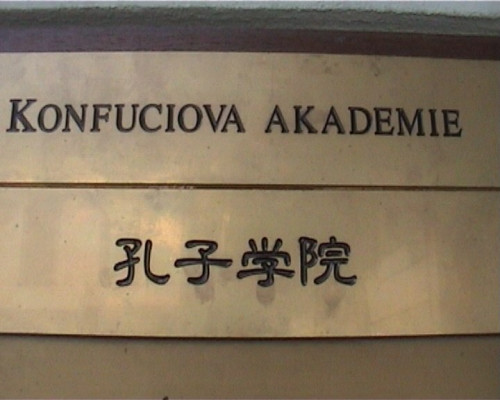 KONFUCIOVA AKADEMIE
孔子学院